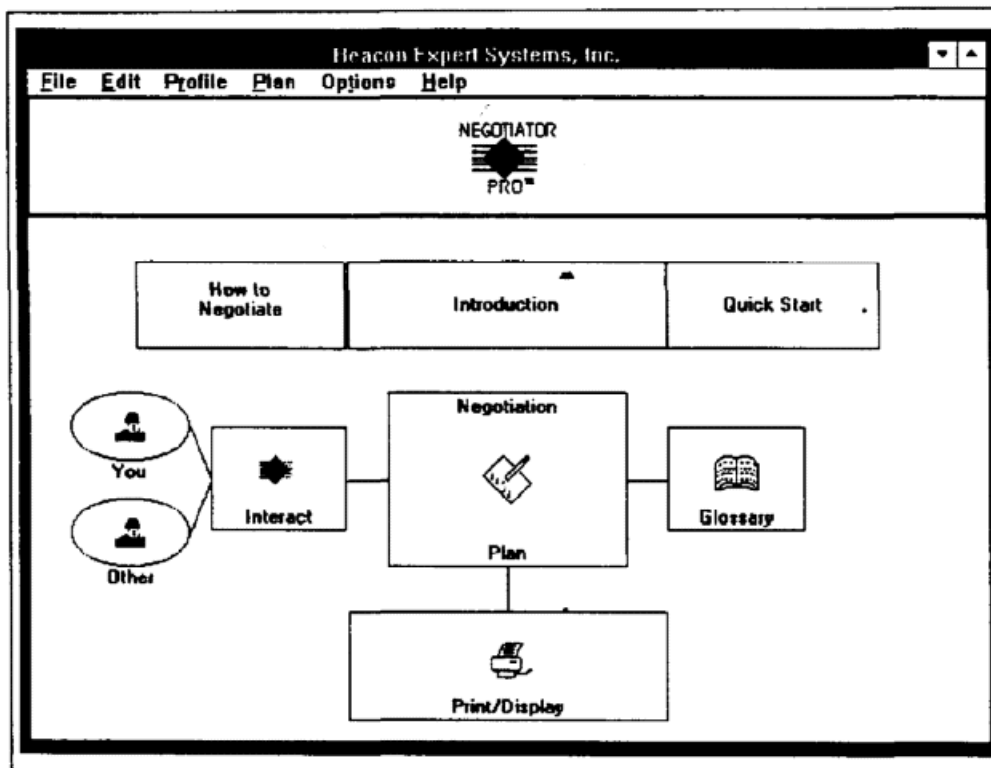 Beacon Expert Systems, Inc.
File Edit Profile Plan Options Help
NEGOTIATOR
PRO™
How to
Negotiate
Introduction
Quick Start
Negotiation
Plan
You
Other
Interact
Glossary
Print/Display